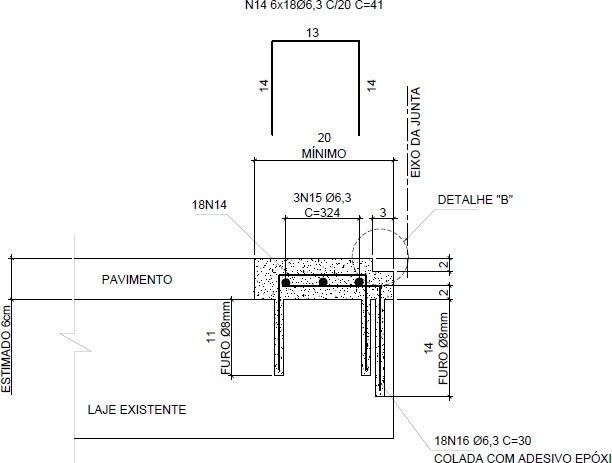 N14 6x18Ø6,3 C/20 C=41
13
14
14
20
MÍNIMO
EIXO DA JUNTA
3N15 Ø6,3
C=324
3
DETALHE "B"
18N14
2
PAVIMENTO
2
ESTIMADO 6cm
11
FURO Ø8mm
14
FURO Ø8mm
LAJE EXISTENTE
18N16 Ø6,3 C=30
COLADA COM ADESIVO EPÓXI